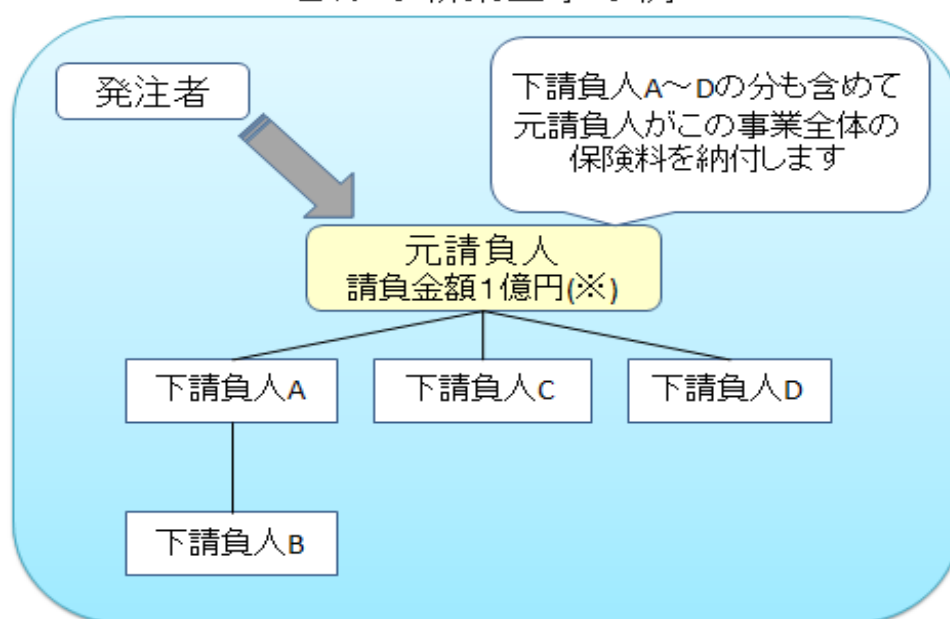 発注者
下請負人A～Dの分も含めて
元請負人がこの事業全体の
保険料を納付します
元請負人
請負金額1億円(※)
下請負人A
下請負人C
下請負人D
下請負人B